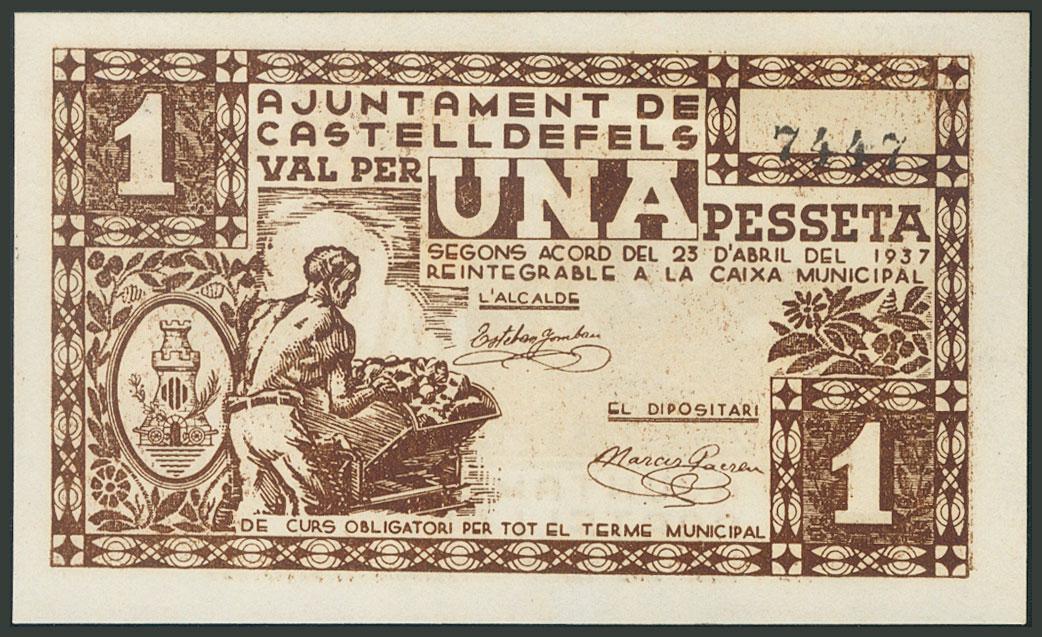 1
AJUNTAMENT DE
CASTELLDEFELS
VAL PER UNA PESSETA
7447
SEGONS ACORD DEL 23 D'ABRIL DEL 1937
REINTEGRABLE A LA CAIXA MUNICIPAL
L'ALCALDE
EL DIPOSITARI
1
DE CURS OBLIGATORI PER TOT EL TERME MUNICIPAL